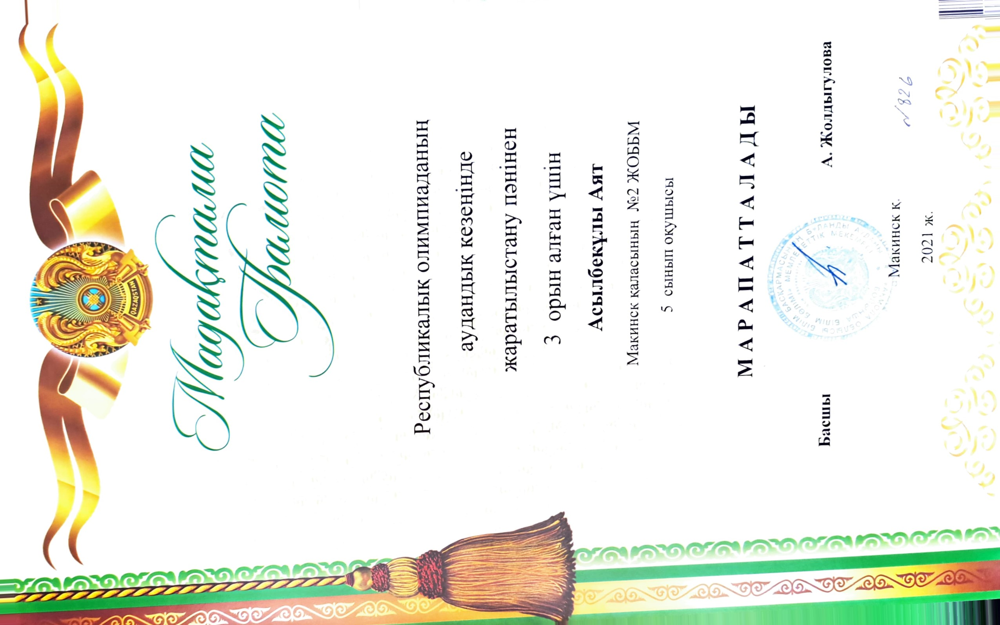 QAZAQSTAN
Мадақтама
Грамота
Республикалық олимпиаданың
аудандық кезеңінде
жаратылыстану пәнінен
3 орын алған үшін
Асылбекұлы Аят
Макинск қаласының №2 ЖОББМ
5 сынып оқушысы
МАРАПАТТАЛАДЫ
Басшы А. Жолдыгулова
Макинск қ.
2021 ж.
№826